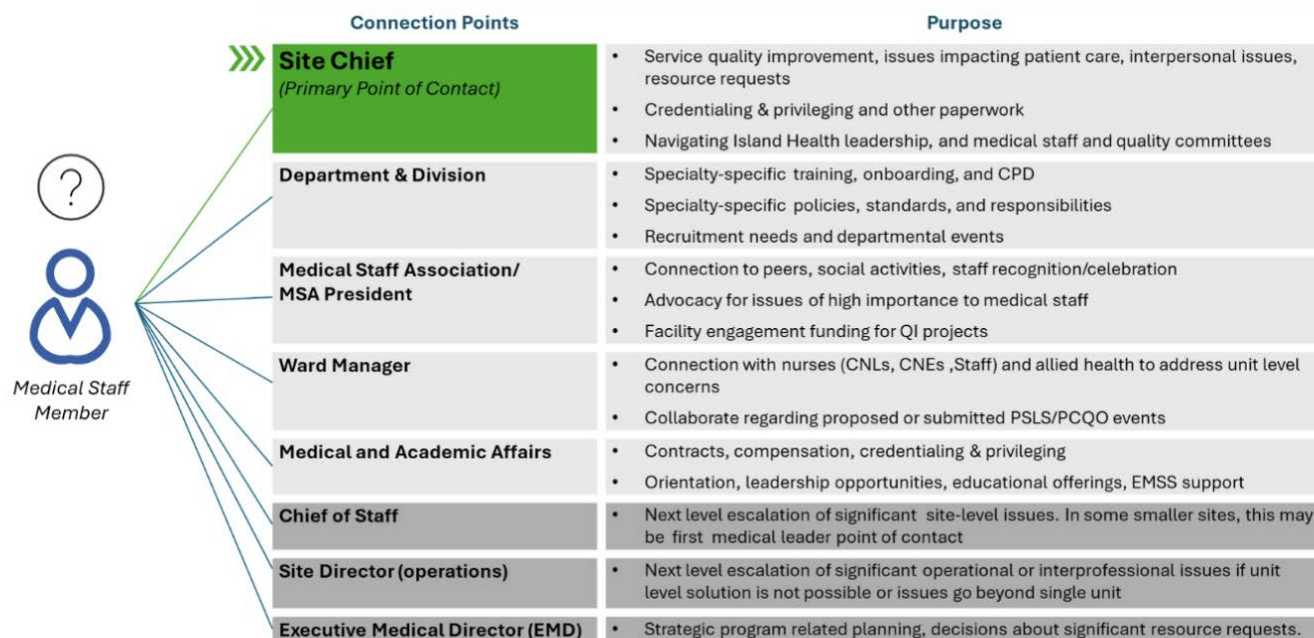 Connection Points
Purpose
Site Chief
(Primary Point of Contact)
• Service quality improvement, issues impacting patient care, interpersonal issues,
resource requests
• Credentialing & privileging and other paperwork
• Navigating Island Health leadership, and medical staff and quality committees
?
Medical Staff
Member
Department & Division
• Specialty-specific training, onboarding, and CPD
• Specialty-specific policies, standards, and responsibilities
• Recruitment needs and departmental events
Medical Staff Association/
MSA President
• Connection to peers, social activities, staff recognition/celebration
• Advocacy for issues of high importance to medical staff
• Facility engagement funding for QI projects
Ward Manager
• Connection with nurses (CNLs, CNEs ,Staff) and allied health to address unit level
concerns
• Collaborate regarding proposed or submitted PSLS/PCQO events
Medical and Academic Affairs
• Contracts, compensation, credentialing & privileging
• Orientation, leadership opportunities, educational offerings, EMSS support
Chief of Staff
• Next level escalation of significant site-level issues. In some smaller sites, this may
be first medical leader point of contact
Site Director (operations)
• Next level escalation of significant operational or interprofessional issues if unit
level solution is not possible or issues go beyond single unit
Executive Medical Director (EMD)
• Strategic program related planning, decisions about significant resource requests.